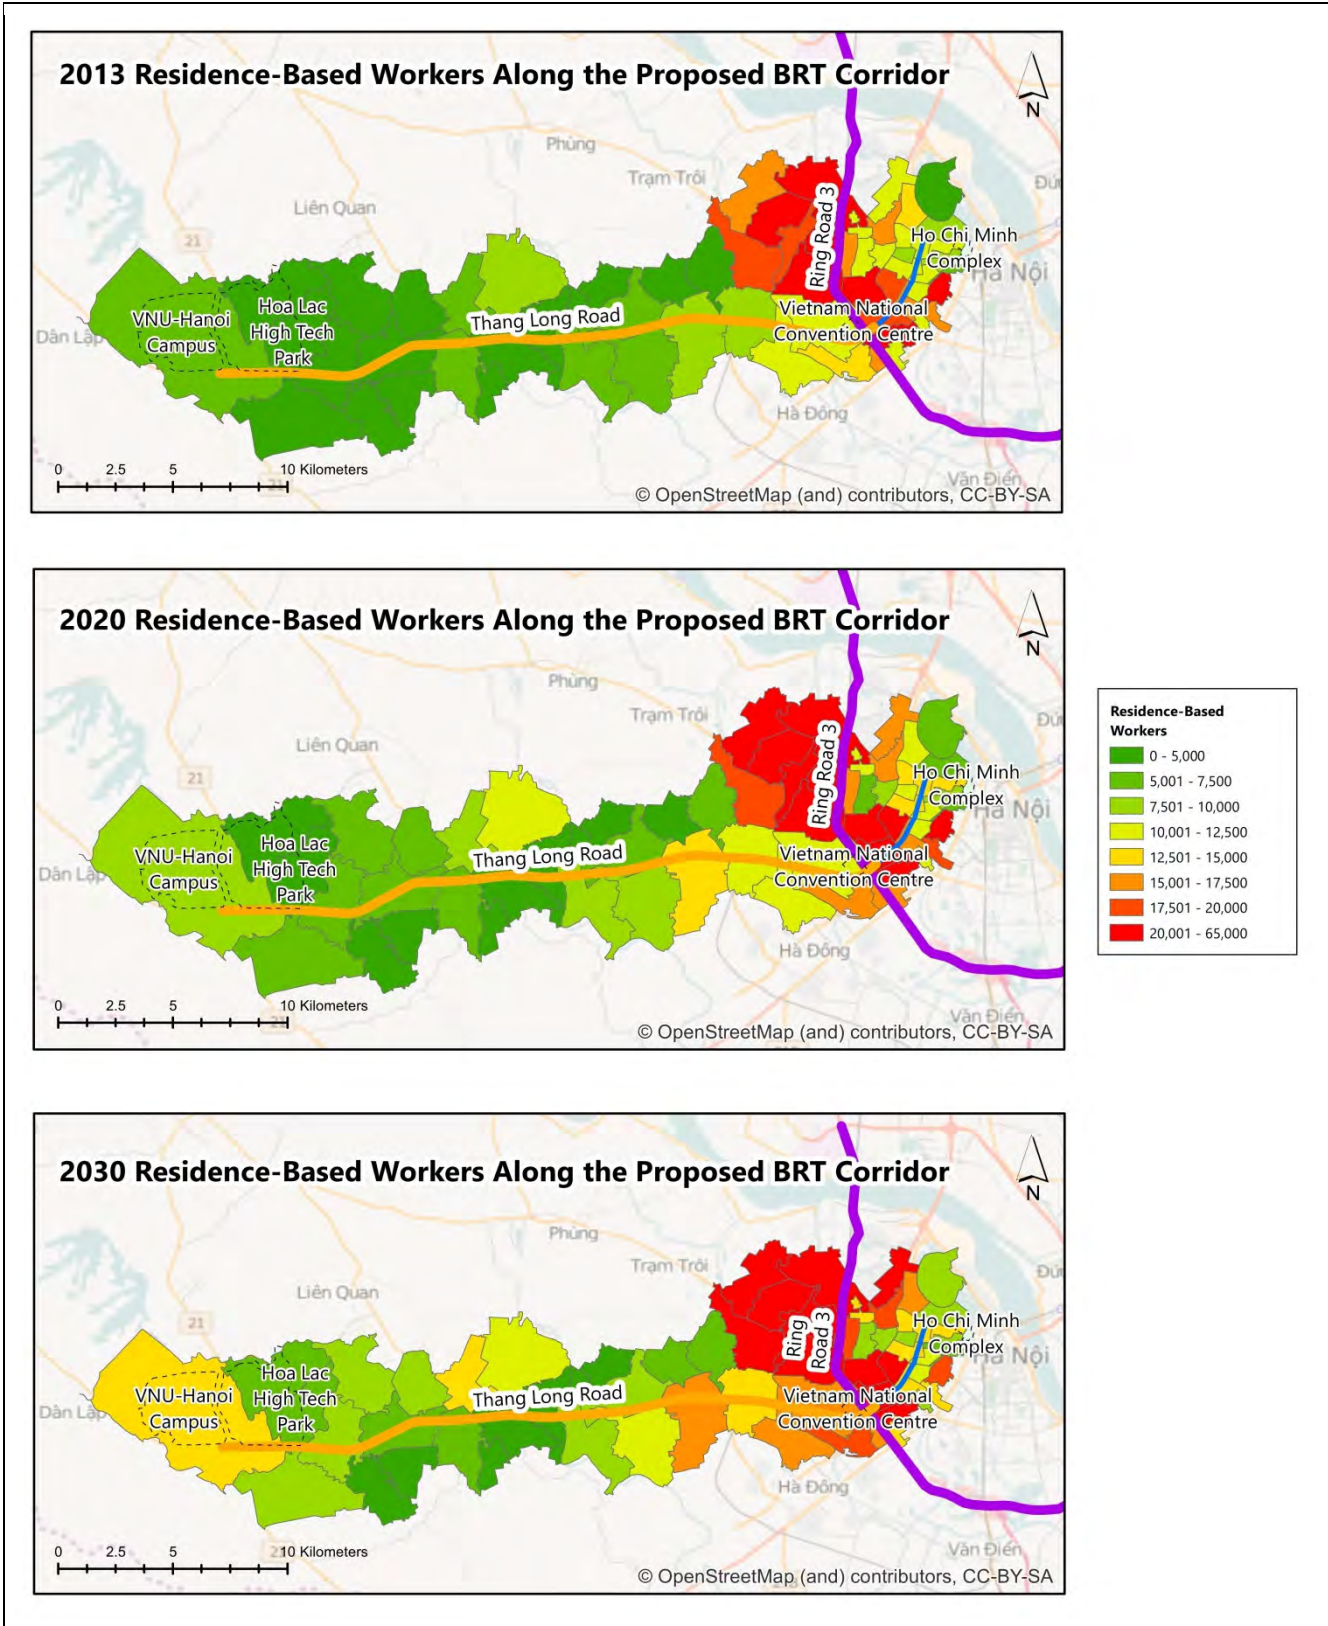 2013 Residence-Based Workers Along the Proposed BRT Corridor
N
Phùng
Trạm Trôi
Liên Quan
21
Ring Road 3
Ho Chi Minh
Complex
Hà Nội
VNU-Hanoi
Campus
Hoa Lac
High Tech
Park
Thang Long Road
Vietnam National
Convention Centre
Dân Lập
Hà Đông
Văn Điển
0 2.5 5 10 Kilometers
© OpenStreetMap (and) contributors, CC-BY-SA
2020 Residence-Based Workers Along the Proposed BRT Corridor
N
Phùng
Trạm Trôi
Liên Quan
21
Ring Road 3
Ho Chi Minh
Complex
Hà Nội
VNU-Hanoi
Campus
Hoa Lac
High Tech
Park
Thang Long Road
Vietnam National
Convention Centre
Dân Lập
Hà Đông
Văn Điển
0 2.5 5 10 Kilometers
© OpenStreetMap (and) contributors, CC-BY-SA
Residence-Based
Workers
0 - 5,000
5,001 - 7,500
7,501 - 10,000
10,001 - 12,500
12,501 - 15,000
15,001 - 17,500
17,501 - 20,000
20,001 - 65,000
2030 Residence-Based Workers Along the Proposed BRT Corridor
N
Phùng
Trạm Trôi
Liên Quan
21
Ring
Road 3
Ho Chi Minh
Complex
Hà Nội
VNU-Hanoi
Campus
Hoa Lac
High Tech
Park
Thang Long Road
Vietnam National
Convention Centre
Dân Lập
Hà Đông
Văn Điển
0 2.5 5 10 Kilometers
© OpenStreetMap (and) contributors, CC-BY-SA